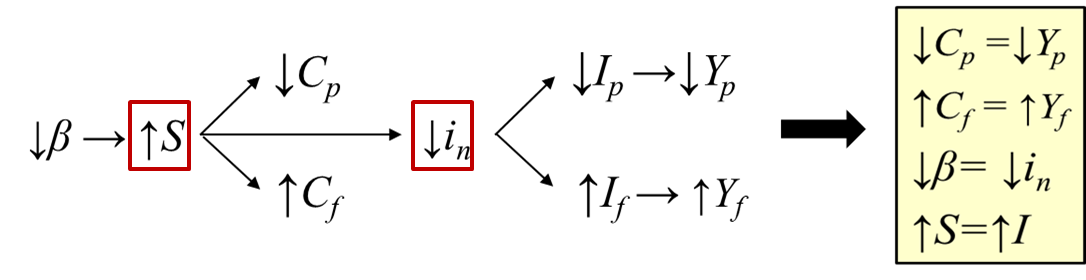 ↓β → ↑S
↓C_p
↑C_f
↓i_n
↓I_p → ↓Y_p
↑I_f → ↑Y_f
↓C_p = ↓Y_p
↑C_f = ↑Y_f
↓β = ↓i_n
↑S = ↑I